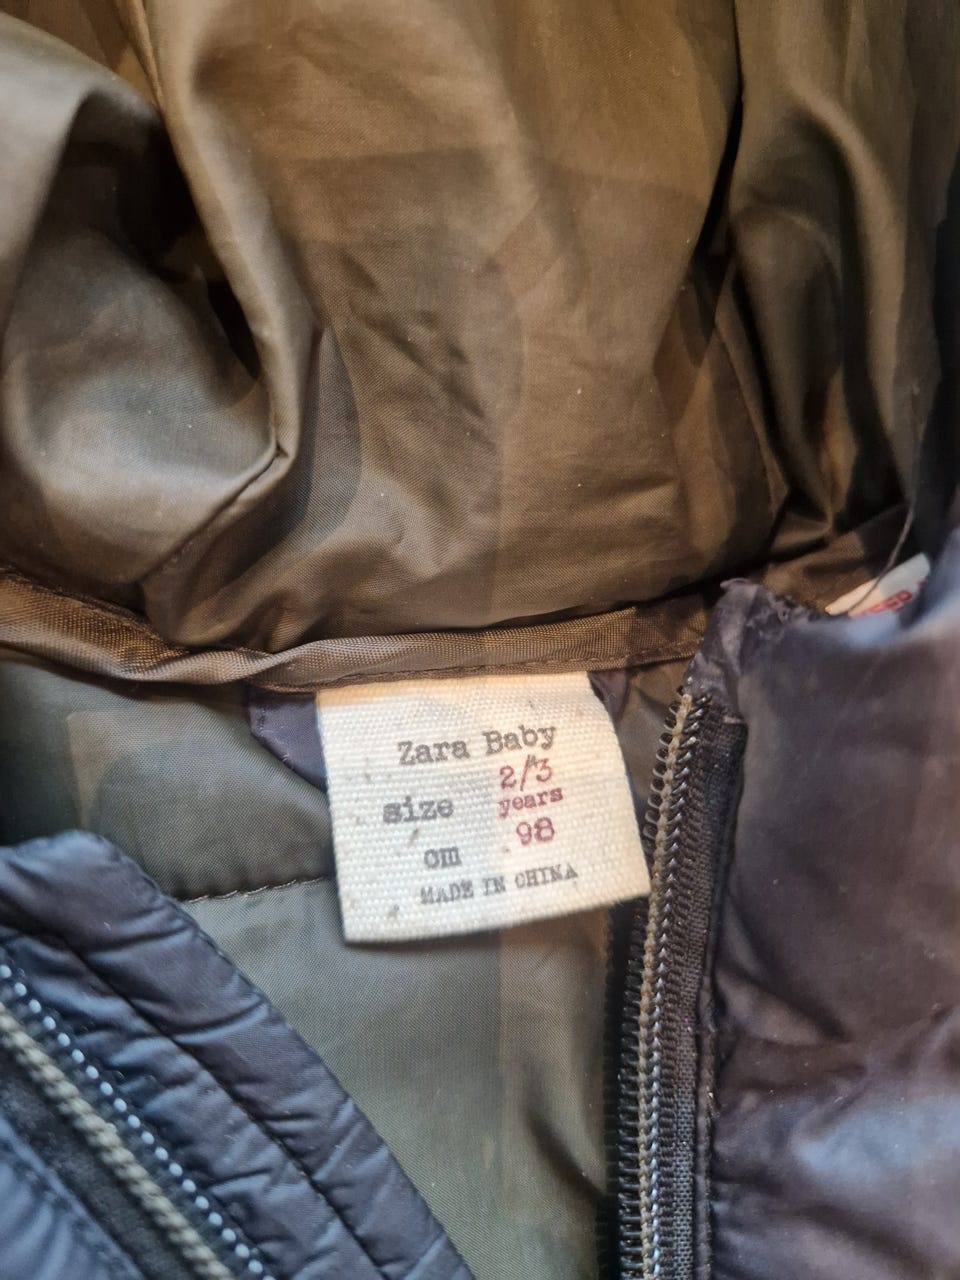 Zara Baby
2/3
size years
98
cm
MADE IN CHINA